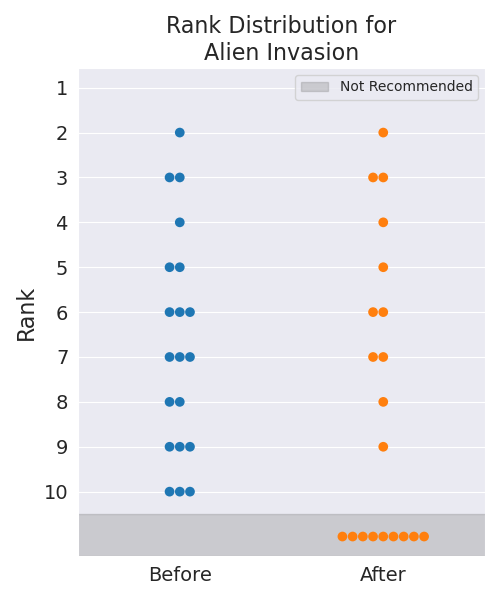 Rank Distribution for
Alien Invasion
Not Recommended
1
2
3
4
5
6
7
8
9
10
Rank
Before
After